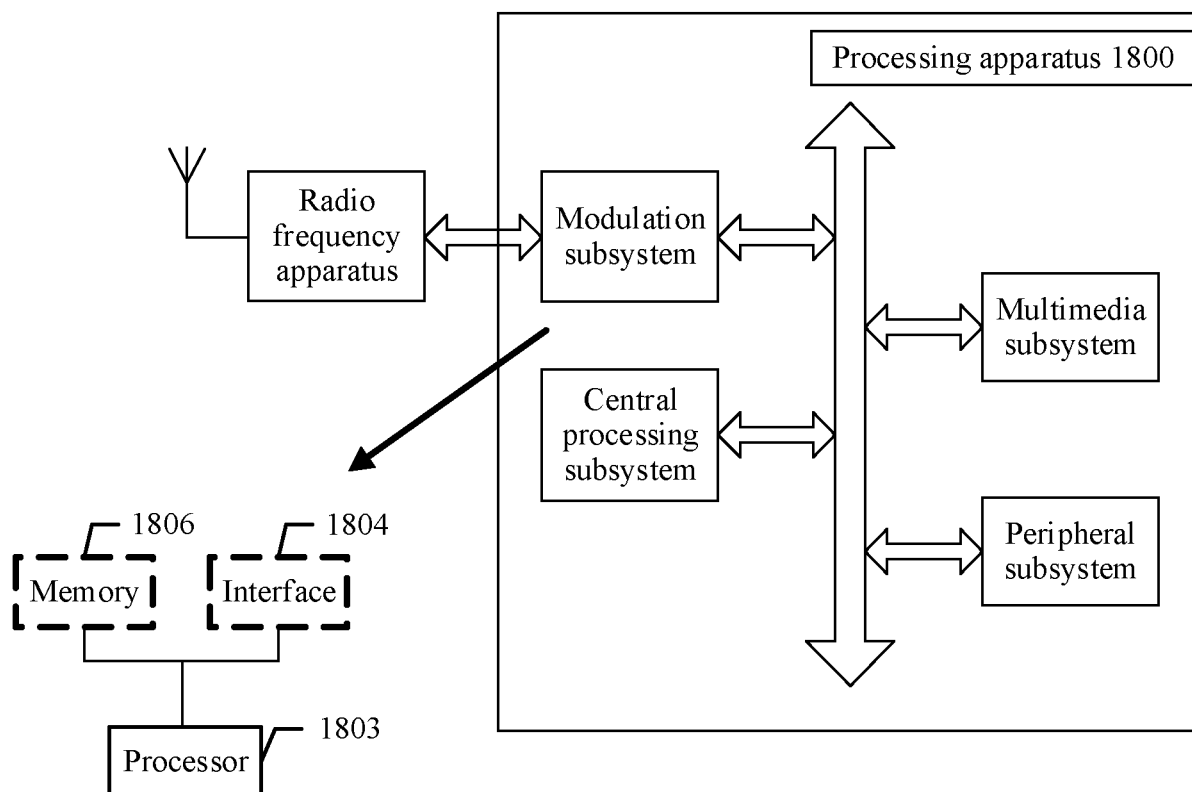 Processing apparatus 1800
Radio
frequency
apparatus
Modulation
subsystem
Multimedia
subsystem
Central
processing
subsystem
Peripheral
subsystem
1806
1804
Memory
Interface
1803
Processor